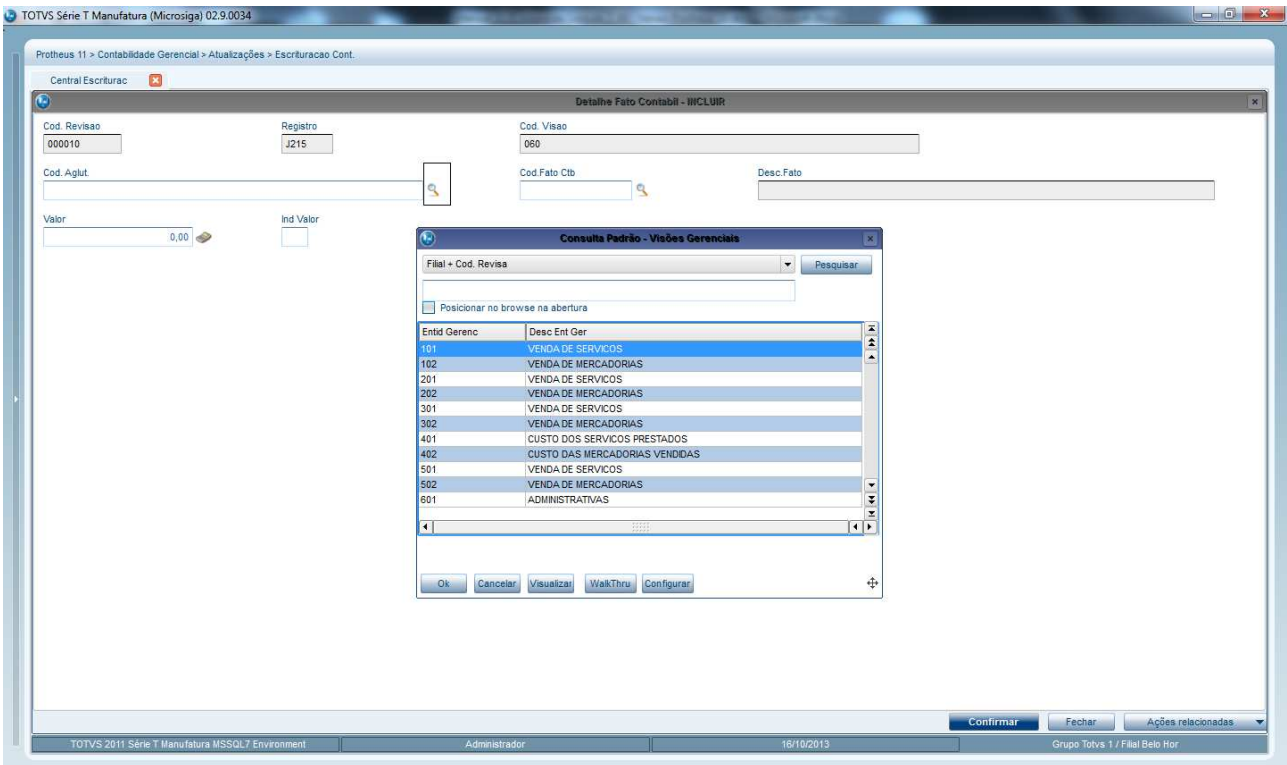 TOTVS Série T Manufatura (Microsiga) 02.9.0034
Protheus 11 > Contabilidade Gerencial > Atualizações > Escrituracao Cont.
Central Escriturac
Detalhe Fato Contabil - INCLUIR
Cod. Revisao Registro Cod. Visao
000010 J215 060
Cod. Aglut. Cod.Fato Ctb Desc.Fato
Valor Ind Valor
0,00
Consulta Padrão - Visões Gerenciais
Filial + Cod. Revisa Pesquisar
Posicionar no browse na abertura
Entid Gerenc Desc Ent Ger
101 VENDA DE SERVICOS
102 VENDA DE MERCADORIAS
201 VENDA DE SERVICOS
202 VENDA DE MERCADORIAS
301 VENDA DE SERVICOS
302 VENDA DE MERCADORIAS
401 CUSTO DOS SERVICOS PRESTADOS
402 CUSTO DAS MERCADORIAS VENDIDAS
501 VENDA DE SERVICOS
502 VENDA DE MERCADORIAS
601 ADMINISTRATIVAS
Ok Cancelar Visualizar WalkThru Configurar
Confirmar Fechar Ações relacionadas
TOTVS 2011 Série T Manufatura MSSQL7 Environment Administrador 16/10/2013 Grupo Totvs 1 / Filial Belo Hor